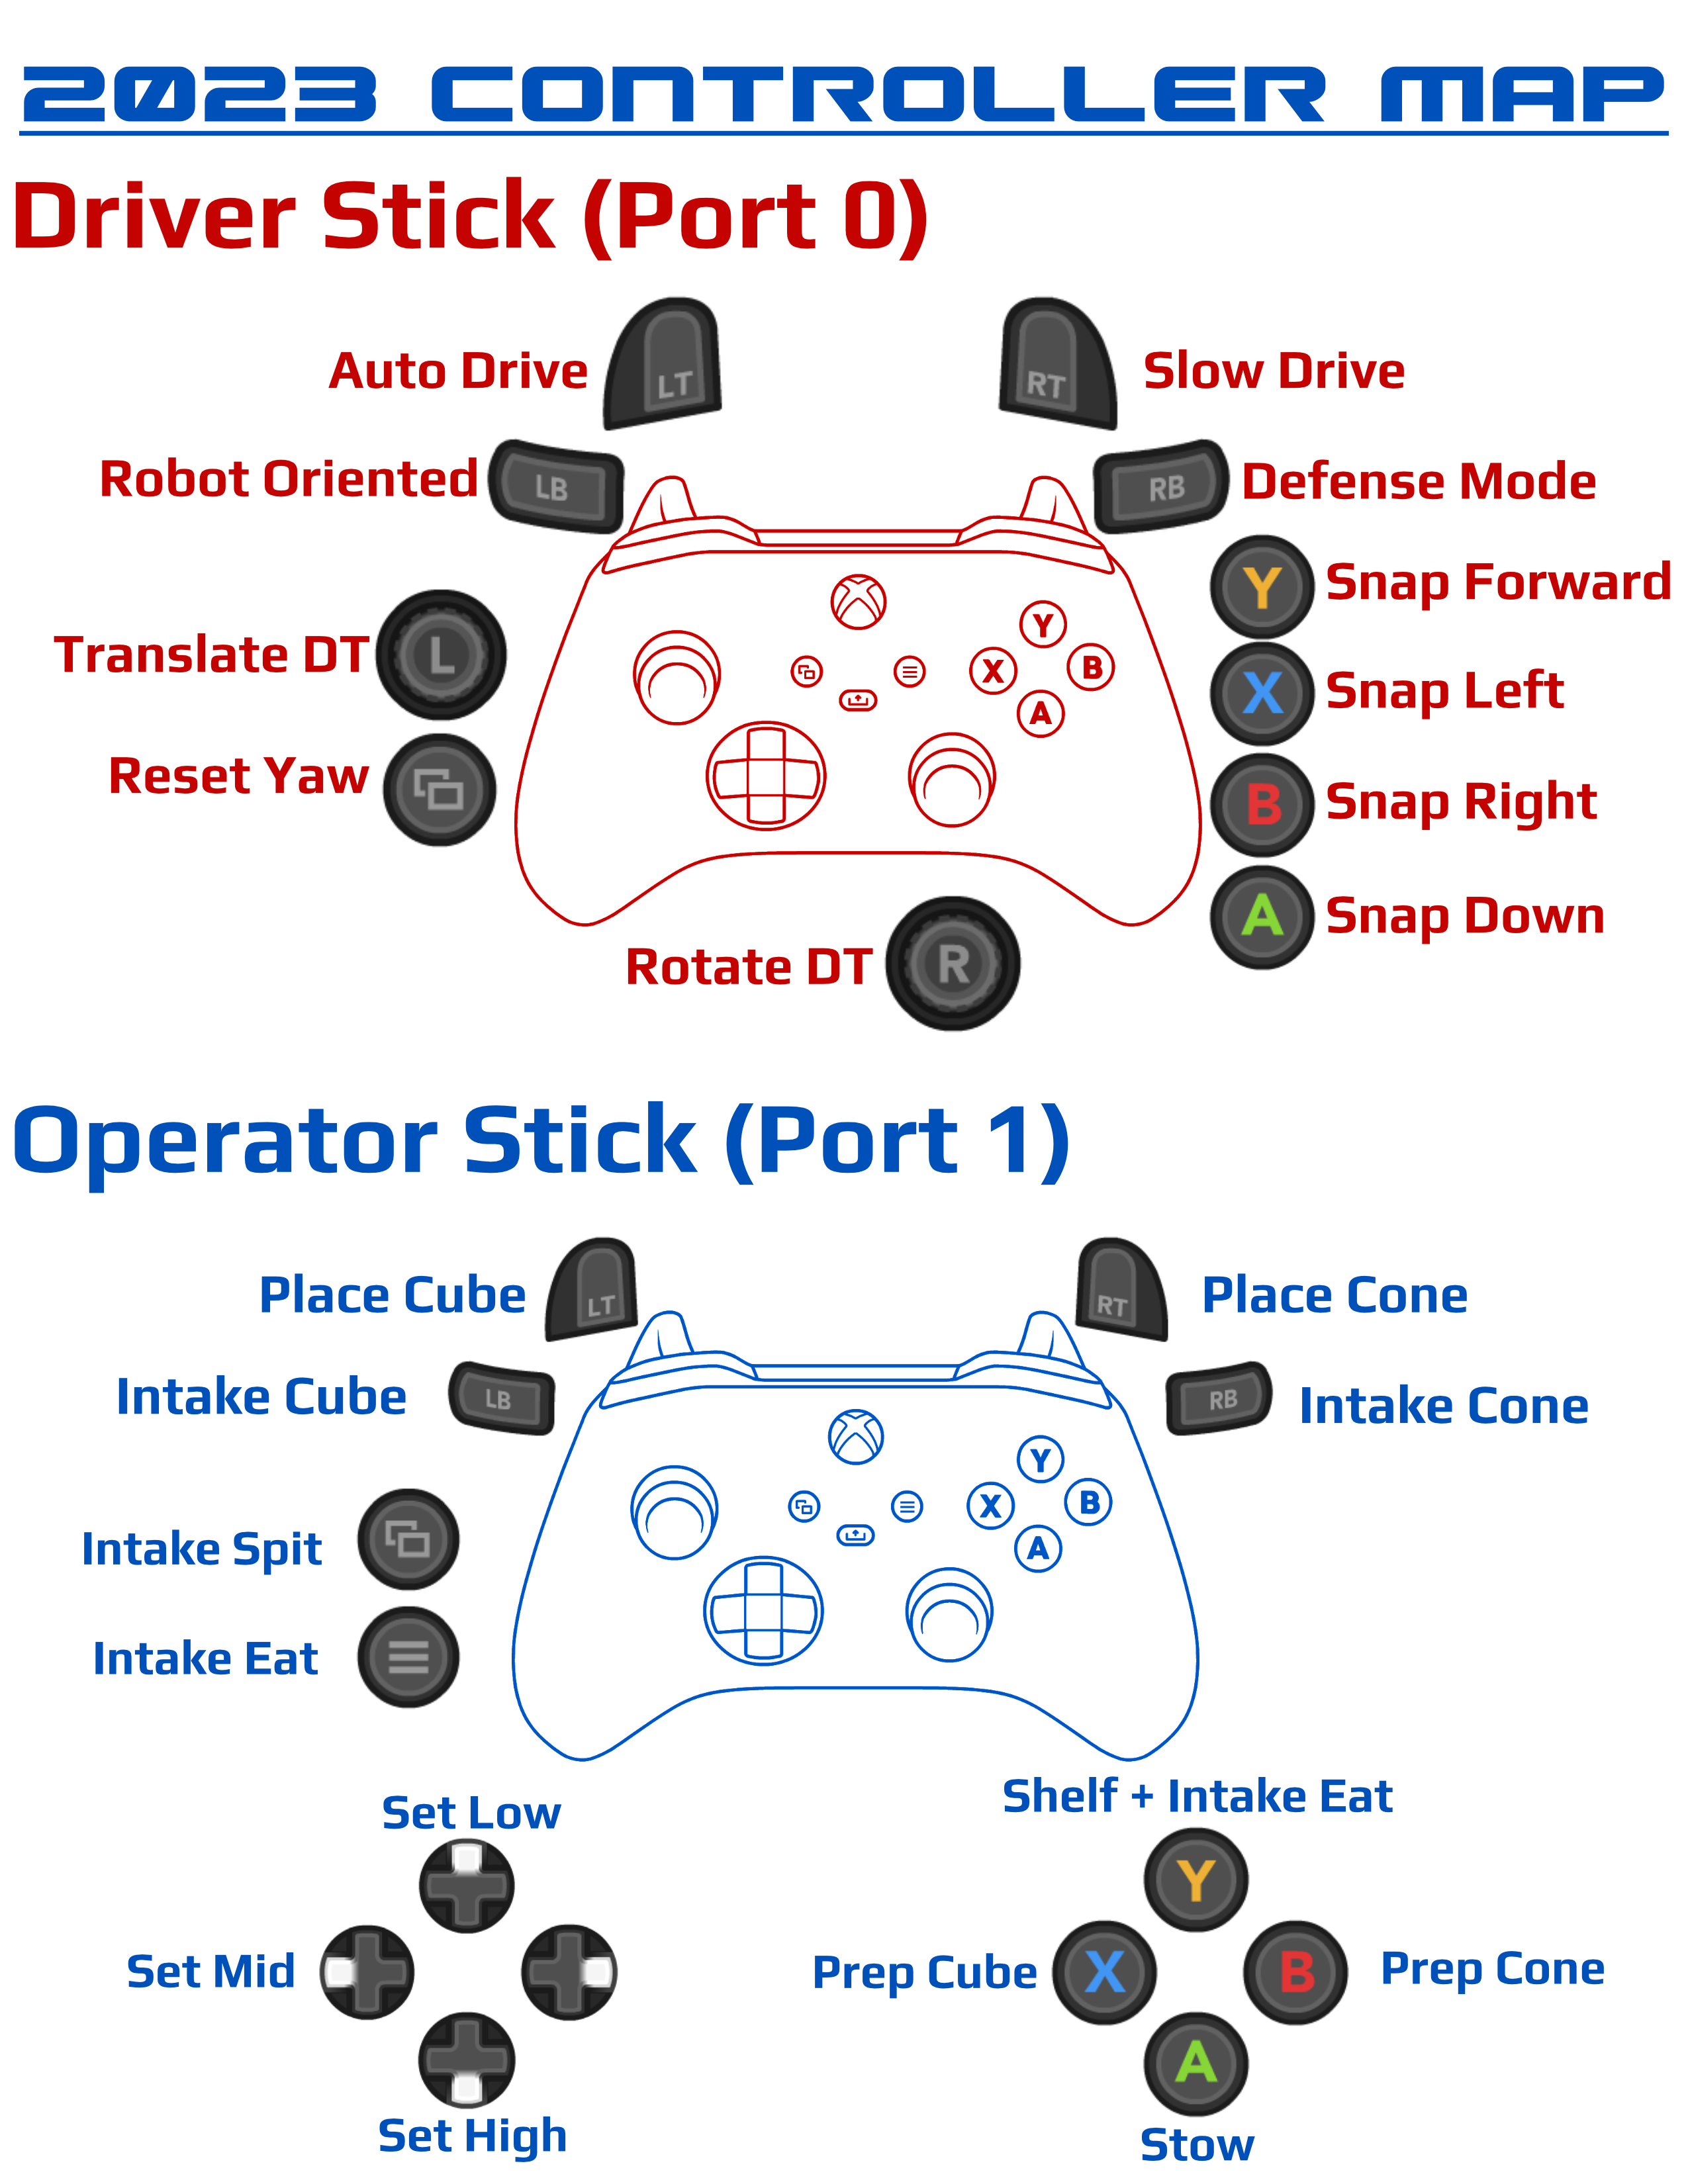 2023 CONTROLLER MAP
Driver Stick (Port 0)
Auto Drive
LT
RT
Slow Drive
Robot Oriented
LB
RB
Defense Mode
Y
Snap Forward
Translate DT
L
Y
X
B
A
X
Snap Left
Reset Yaw
B
Snap Right
A
Snap Down
Rotate DT
R
Operator Stick (Port 1)
Place Cube
LT
RT
Place Cone
Intake Cube
LB
RB
Intake Cone
Y
X
B
A
Intake Spit
Intake Eat
Set Low
Set Mid
Set High
Shelf + Intake Eat
Y
Prep Cube
X
B
Prep Cone
A
Stow